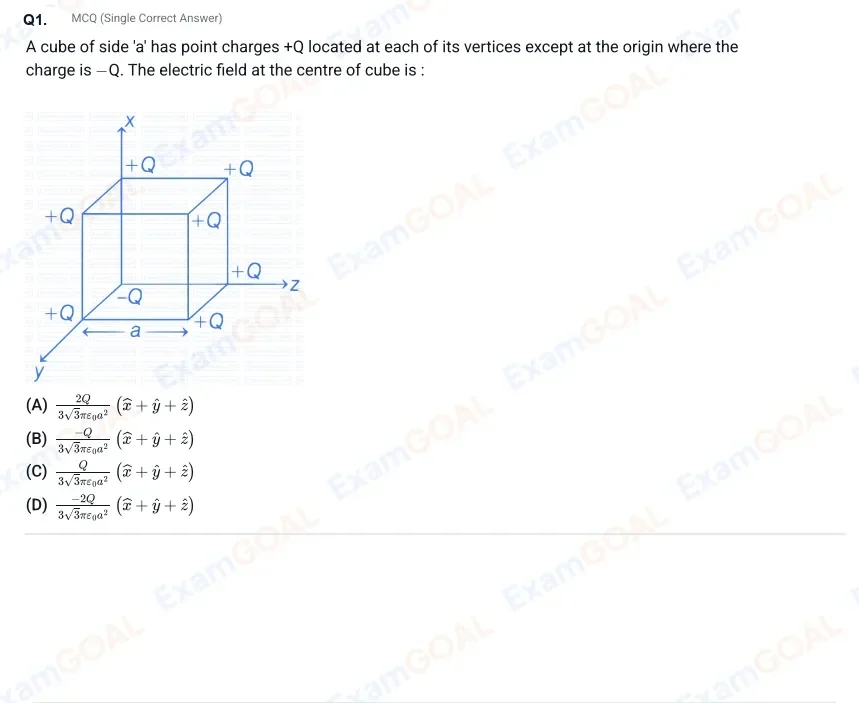 Q1. MCQ (Single Correct Answer)
A cube of side 'a' has point charges +Q located at each of its vertices except at the origin where the
charge is −Q. The electric field at the centre of cube is :
x
+Q +Q
+Q +Q
+Q
z
−Q
+Q +Q
a
y
(A) 2Q / 3√3πε₀a² (x̂ + ŷ + ẑ)
(B) −Q / 3√3πε₀a² (x̂ + ŷ + ẑ)
(C) Q / 3√3πε₀a² (x̂ + ŷ + ẑ)
(D) −2Q / 3√3πε₀a² (x̂ + ŷ + ẑ)
ExamGOAL